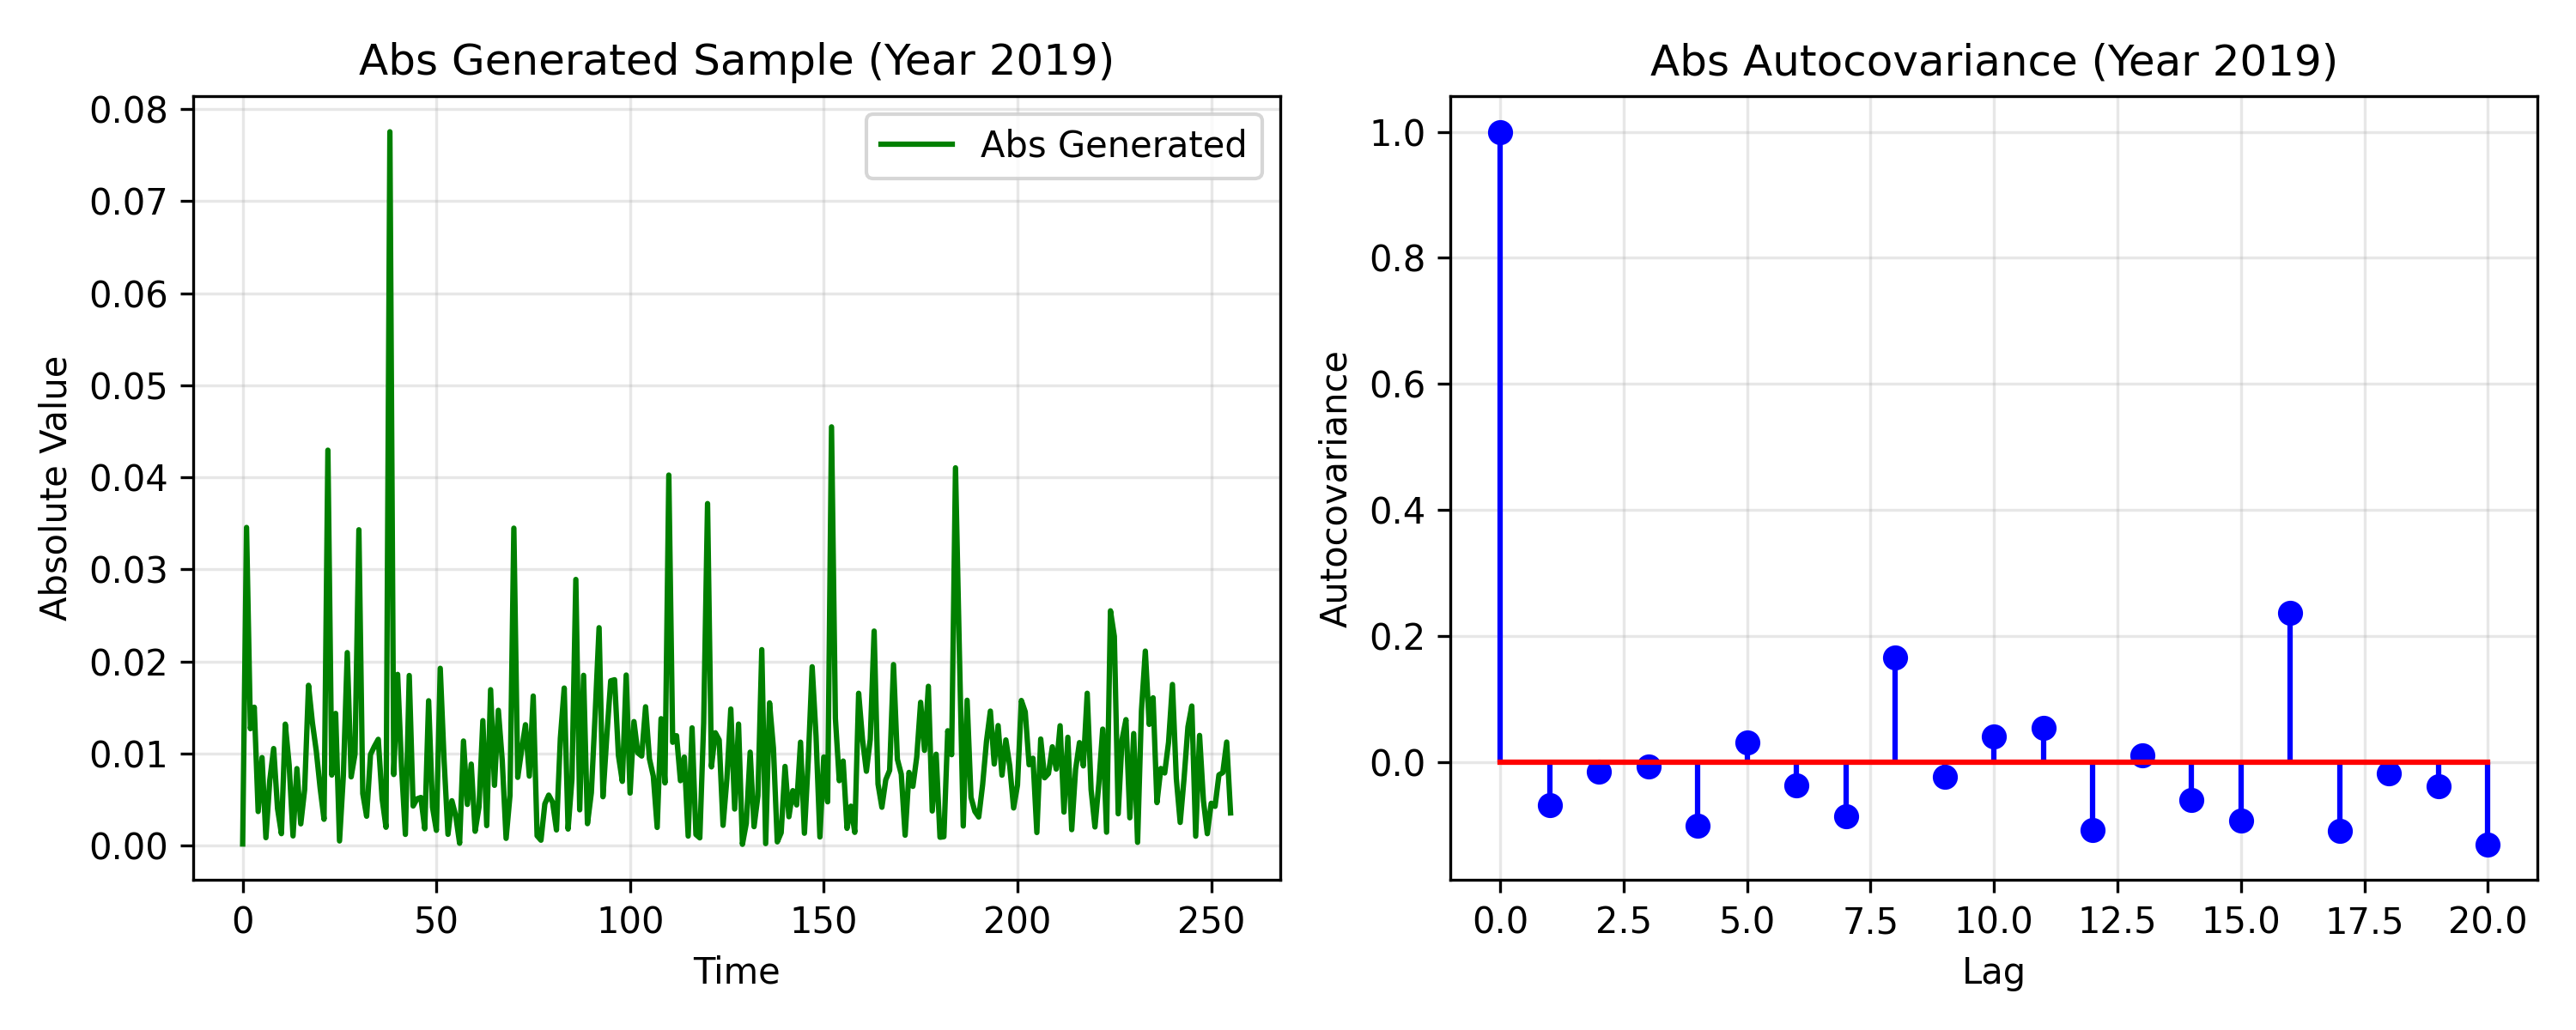 Abs Generated Sample (Year 2019)
0.08
0.07
0.06
0.05
0.04
0.03
0.02
0.01
0.00
Absolute Value
Abs Generated
0 50 100 150 200 250
Time
Abs Autocovariance (Year 2019)
1.0
0.8
0.6
0.4
0.2
0.0
Autocovariance
0.0 2.5 5.0 7.5 10.0 12.5 15.0 17.5 20.0
Lag